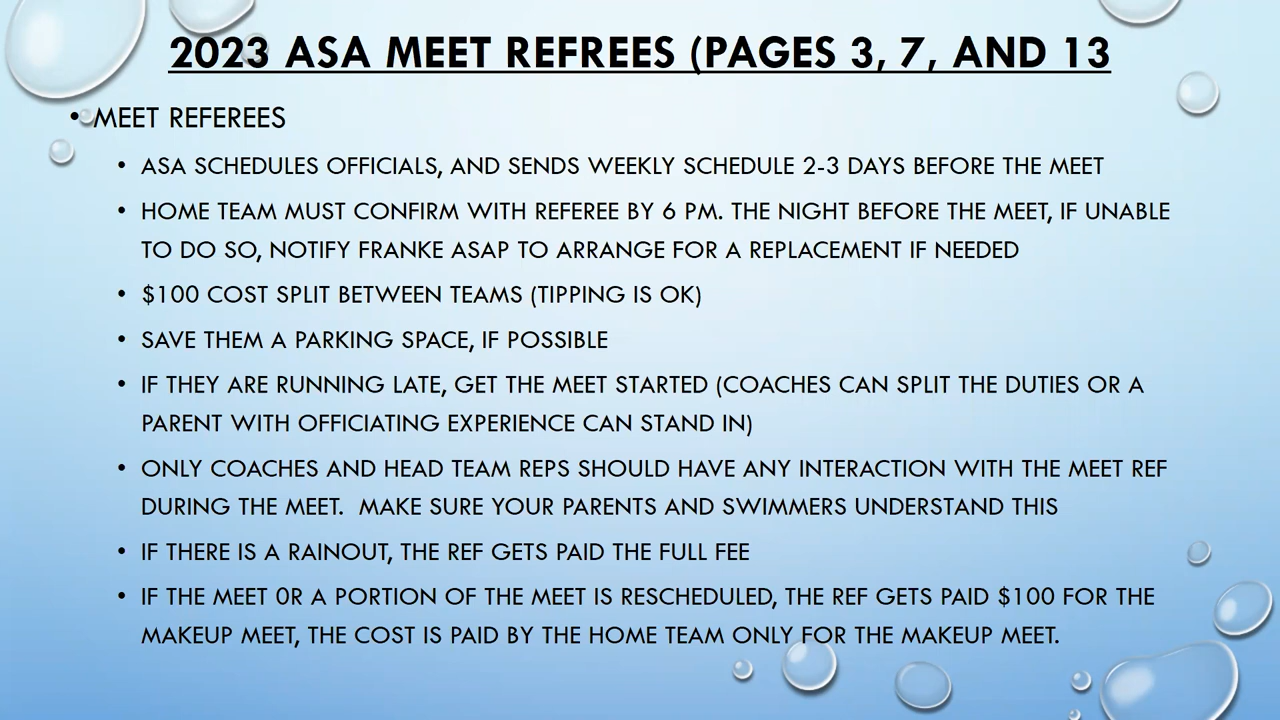 2023 ASA MEET REFREES (PAGES 3, 7, AND 13
• MEET REFEREES
• ASA SCHEDULES OFFICIALS, AND SENDS WEEKLY SCHEDULE 2-3 DAYS BEFORE THE MEET
• HOME TEAM MUST CONFIRM WITH REFEREE BY 6 PM. THE NIGHT BEFORE THE MEET, IF UNABLE
TO DO SO, NOTIFY FRANKE ASAP TO ARRANGE FOR A REPLACEMENT IF NEEDED
• $100 COST SPLIT BETWEEN TEAMS (TIPPING IS OK)
• SAVE THEM A PARKING SPACE, IF POSSIBLE
• IF THEY ARE RUNNING LATE, GET THE MEET STARTED (COACHES CAN SPLIT THE DUTIES OR A
PARENT WITH OFFICIATING EXPERIENCE CAN STAND IN)
• ONLY COACHES AND HEAD TEAM REPS SHOULD HAVE ANY INTERACTION WITH THE MEET REF
DURING THE MEET.  MAKE SURE YOUR PARENTS AND SWIMMERS UNDERSTAND THIS
• IF THERE IS A RAINOUT, THE REF GETS PAID THE FULL FEE
• IF THE MEET 0R A PORTION OF THE MEET IS RESCHEDULED, THE REF GETS PAID $100 FOR THE
MAKEUP MEET, THE COST IS PAID BY THE HOME TEAM ONLY FOR THE MAKEUP MEET.